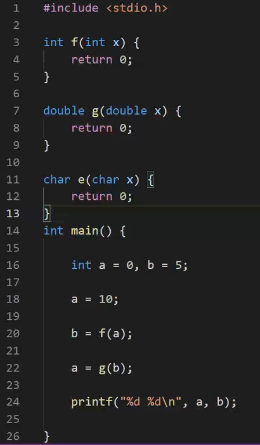 1 #include <stdio.h>
2
3 int f(int x) {
4     return 0;
5 }
6
7 double g(double x) {
8     return 0;
9 }
10
11 char e(char x) {
12     return 0;
13 }
14 int main() {
15
16     int a = 0, b = 5;
17
18     a = 10;
19
20     b = f(a);
21
22     a = g(b);
23
24     printf("%d %d\n", a, b);
25
26 }